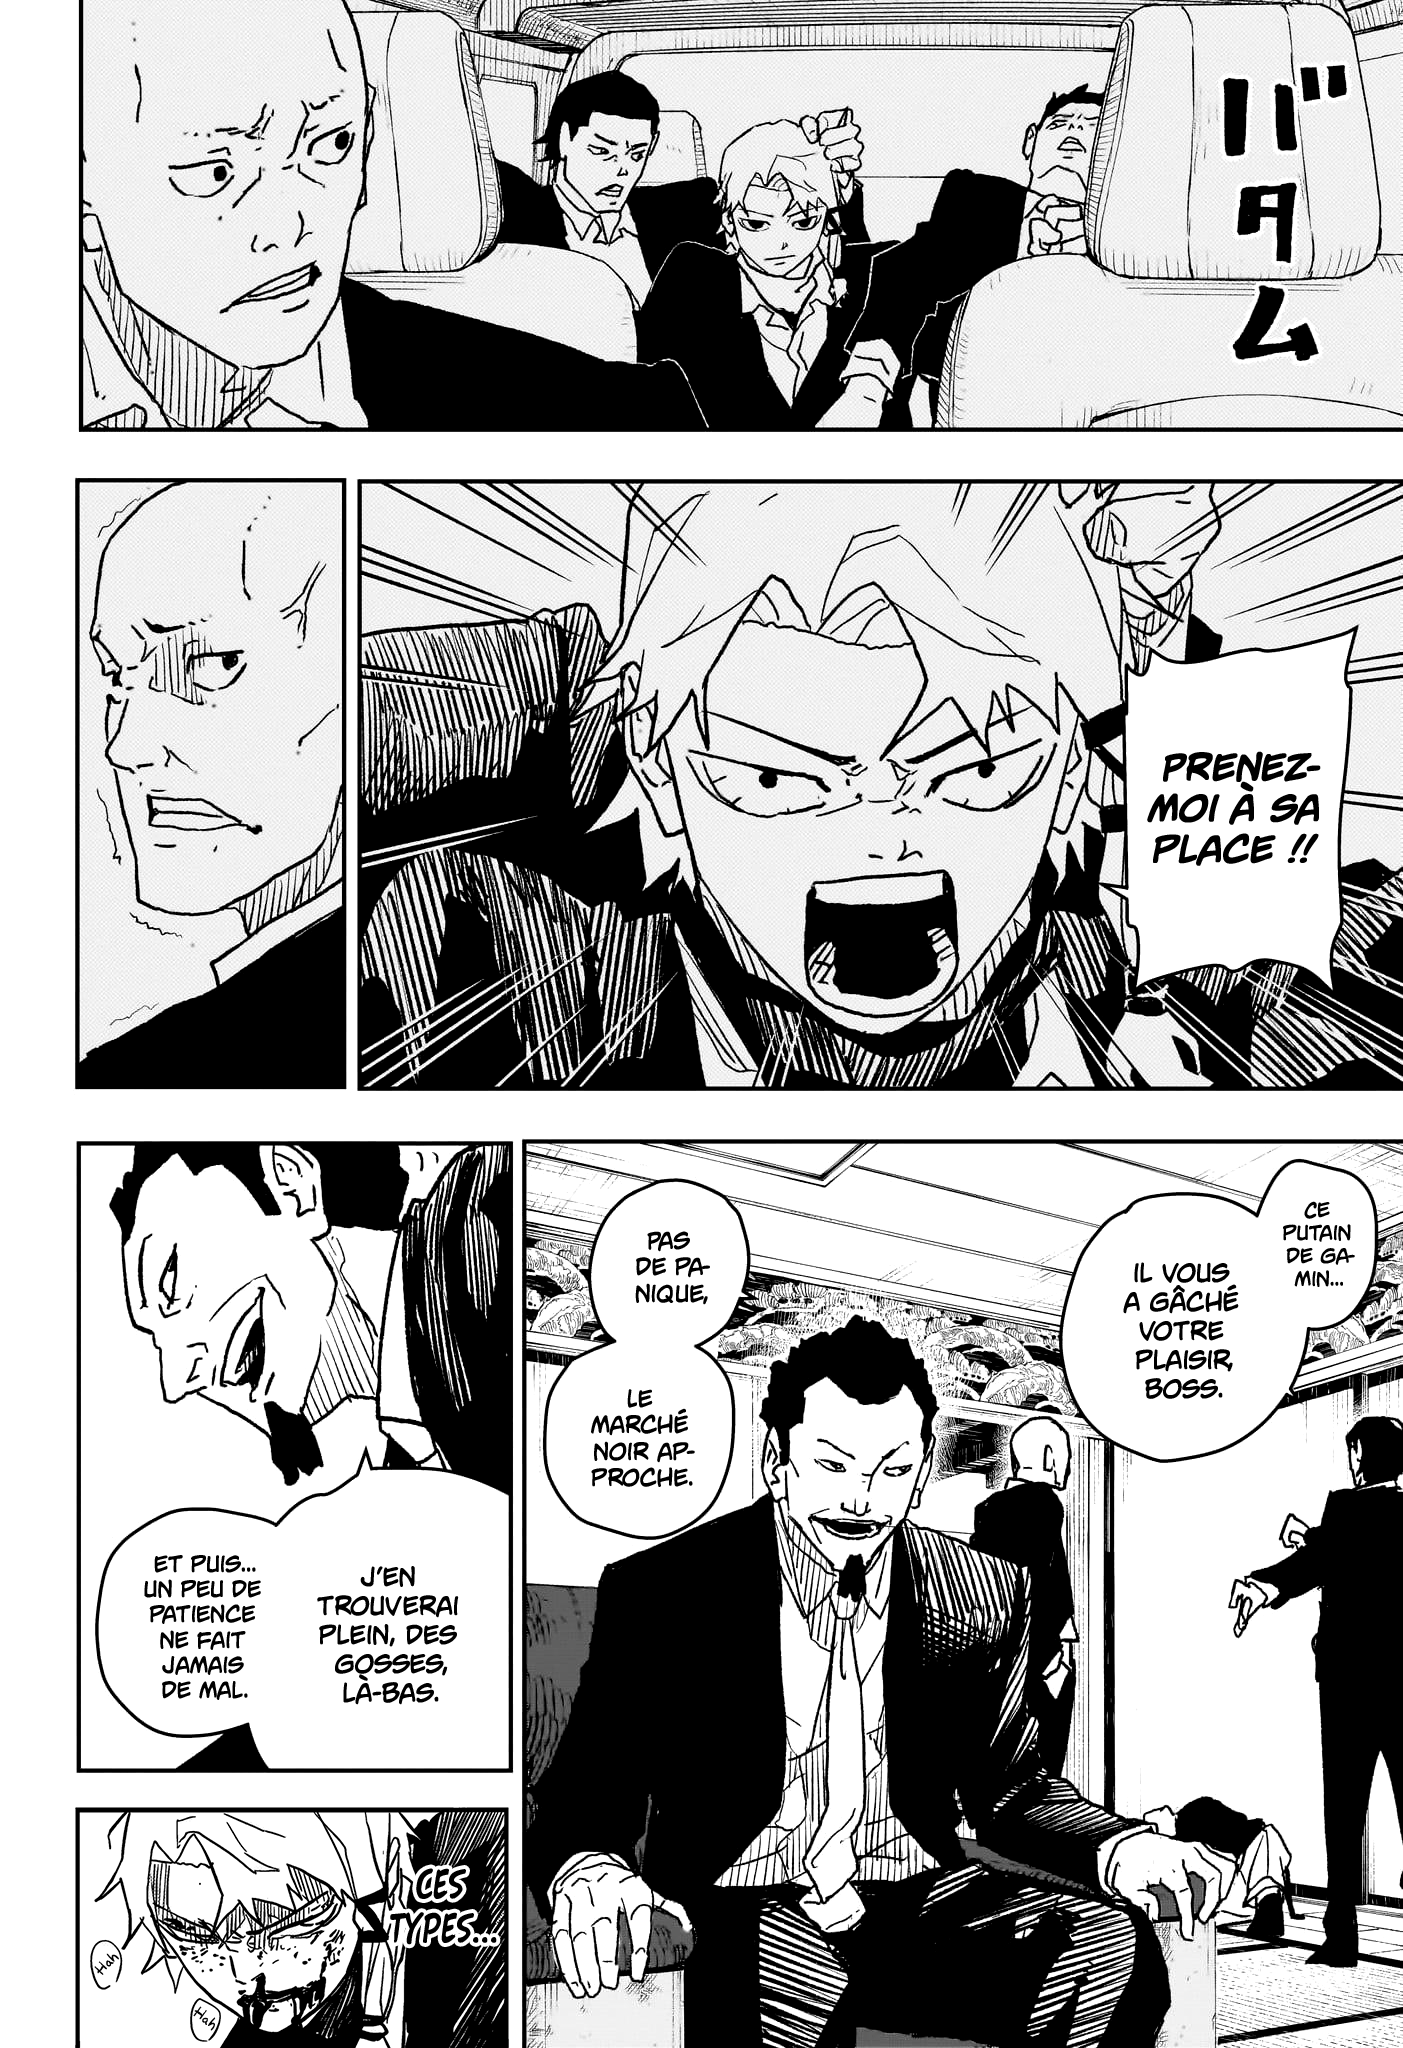 バタム
PRENEZ-
MOI À SA
PLACE !!
CE
PUTAIN
DE GA-
MIN...
IL VOUS
A GÂCHÉ
VOTRE
PLAISIR,
BOSS.
PAS
DE PA-
NIQUE,
LE
MARCHÉ
NOIR AP-
PROCHE.
J'EN
TROUVERAI
PLEIN, DES
GOSSES,
LÀ-BAS.
ET PUIS...
UN PEU DE
PATIENCE
NE FAIT
JAMAIS
DE MAL.
CES
TYPES...
Hah
Hah